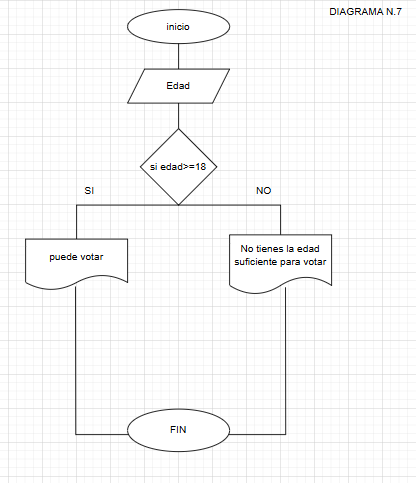 DIAGRAMA N.7
inicio
Edad
si edad>=18
SI
NO
puede votar
No tienes la edad
suficiente para votar
FIN